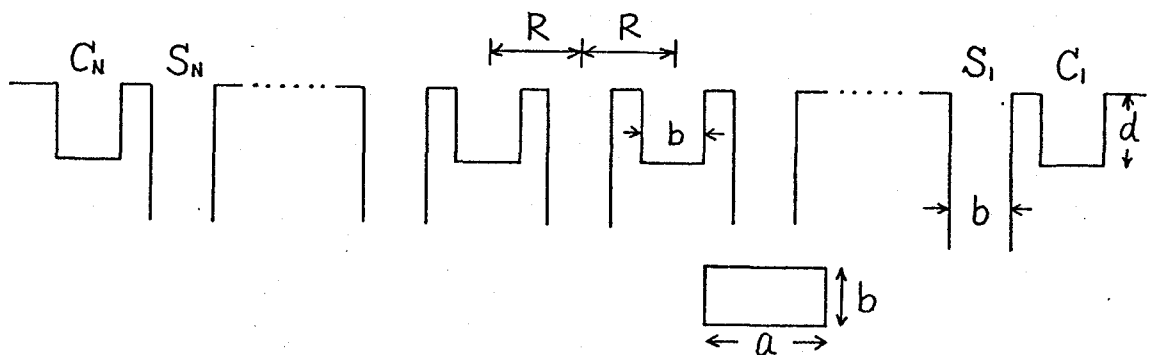 R R
C_N S_N ...... ...... S_1 C_1
b d
b
b
a